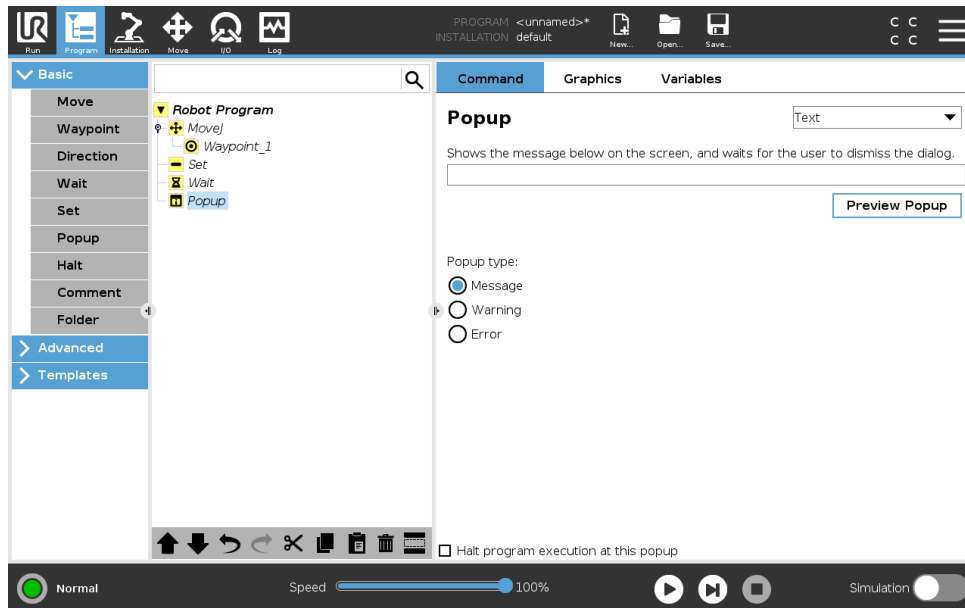 PROGRAM <unnamed>*
INSTALLATION default
UR
Run
Program
Installation
Move
I/O
Log
New...
Open...
Save...
C C
C C
Basic
Move
Waypoint
Direction
Wait
Set
Popup
Halt
Comment
Folder
Advanced
Templates
Robot Program
MoveJ
Waypoint_1
Set
Wait
Popup
Command Graphics Variables
Popup
Text
Shows the message below on the screen, and waits for the user to dismiss the dialog.
Preview Popup
Popup type:
Message
Warning
Error
Halt program execution at this popup
Normal
Speed 100%
Simulation